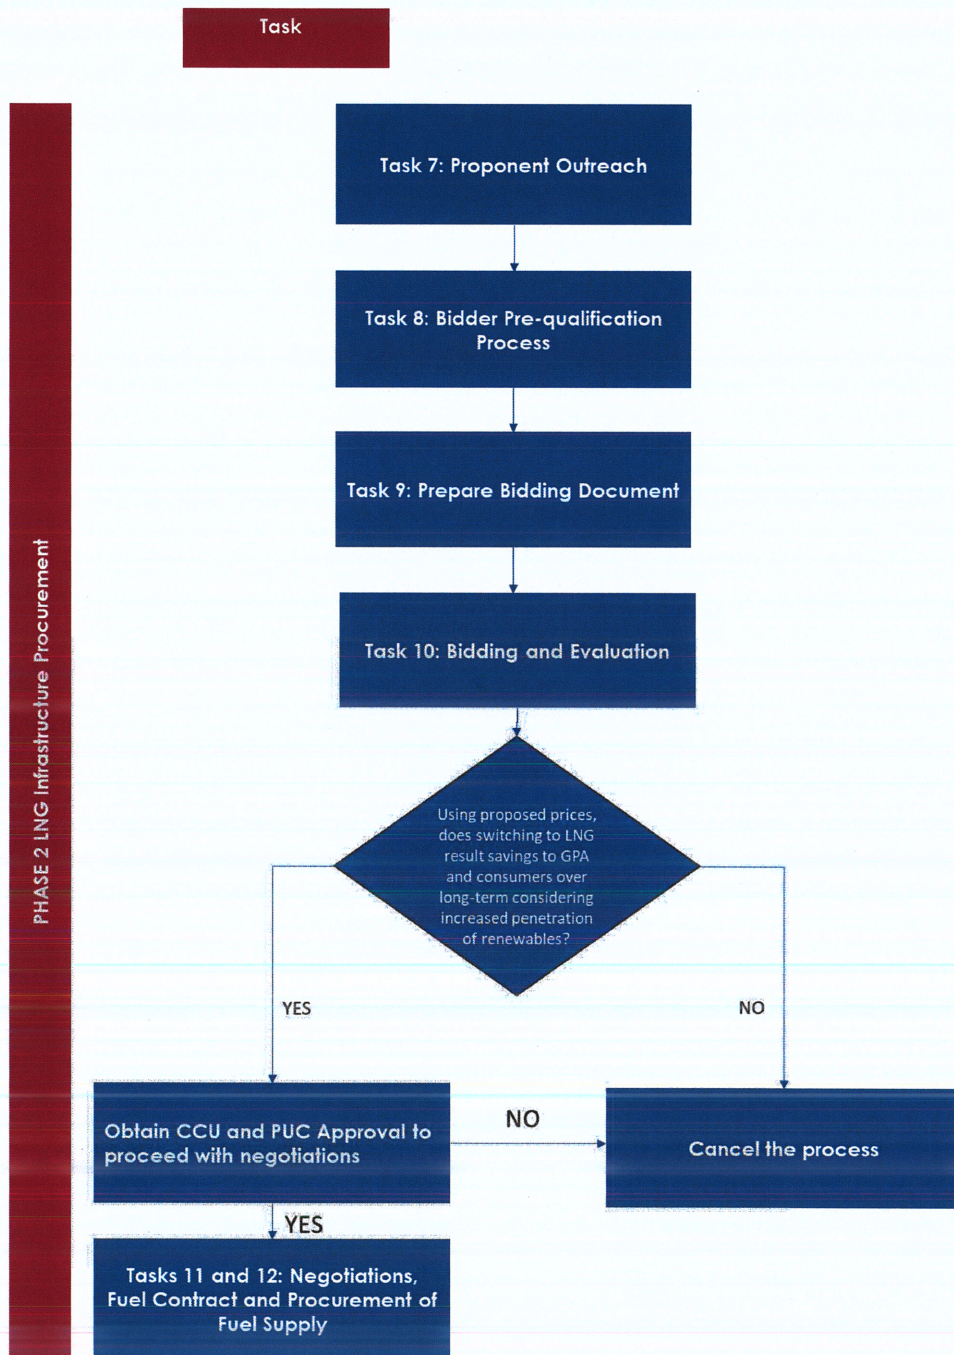 Task
PHASE 2 LNG Infrastructure Procurement
Task 7: Proponent Outreach
Task 8: Bidder Pre-qualification
Process
Task 9: Prepare Bidding Document
Task 10: Bidding and Evaluation
Using proposed prices,
does switching to LNG
result savings to GPA
and consumers over
long-term considering
increased penetration
of renewables?
YES
NO
Obtain CCU and PUC Approval to
proceed with negotiations
NO
Cancel the process
YES
Tasks 11 and 12: Negotiations,
Fuel Contract and Procurement of
Fuel Supply